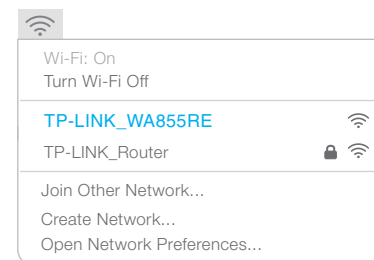 Wi-Fi: On
Turn Wi-Fi Off
TP-LINK_WA855RE
TP-LINK_Router
Join Other Network...
Create Network...
Open Network Preferences...